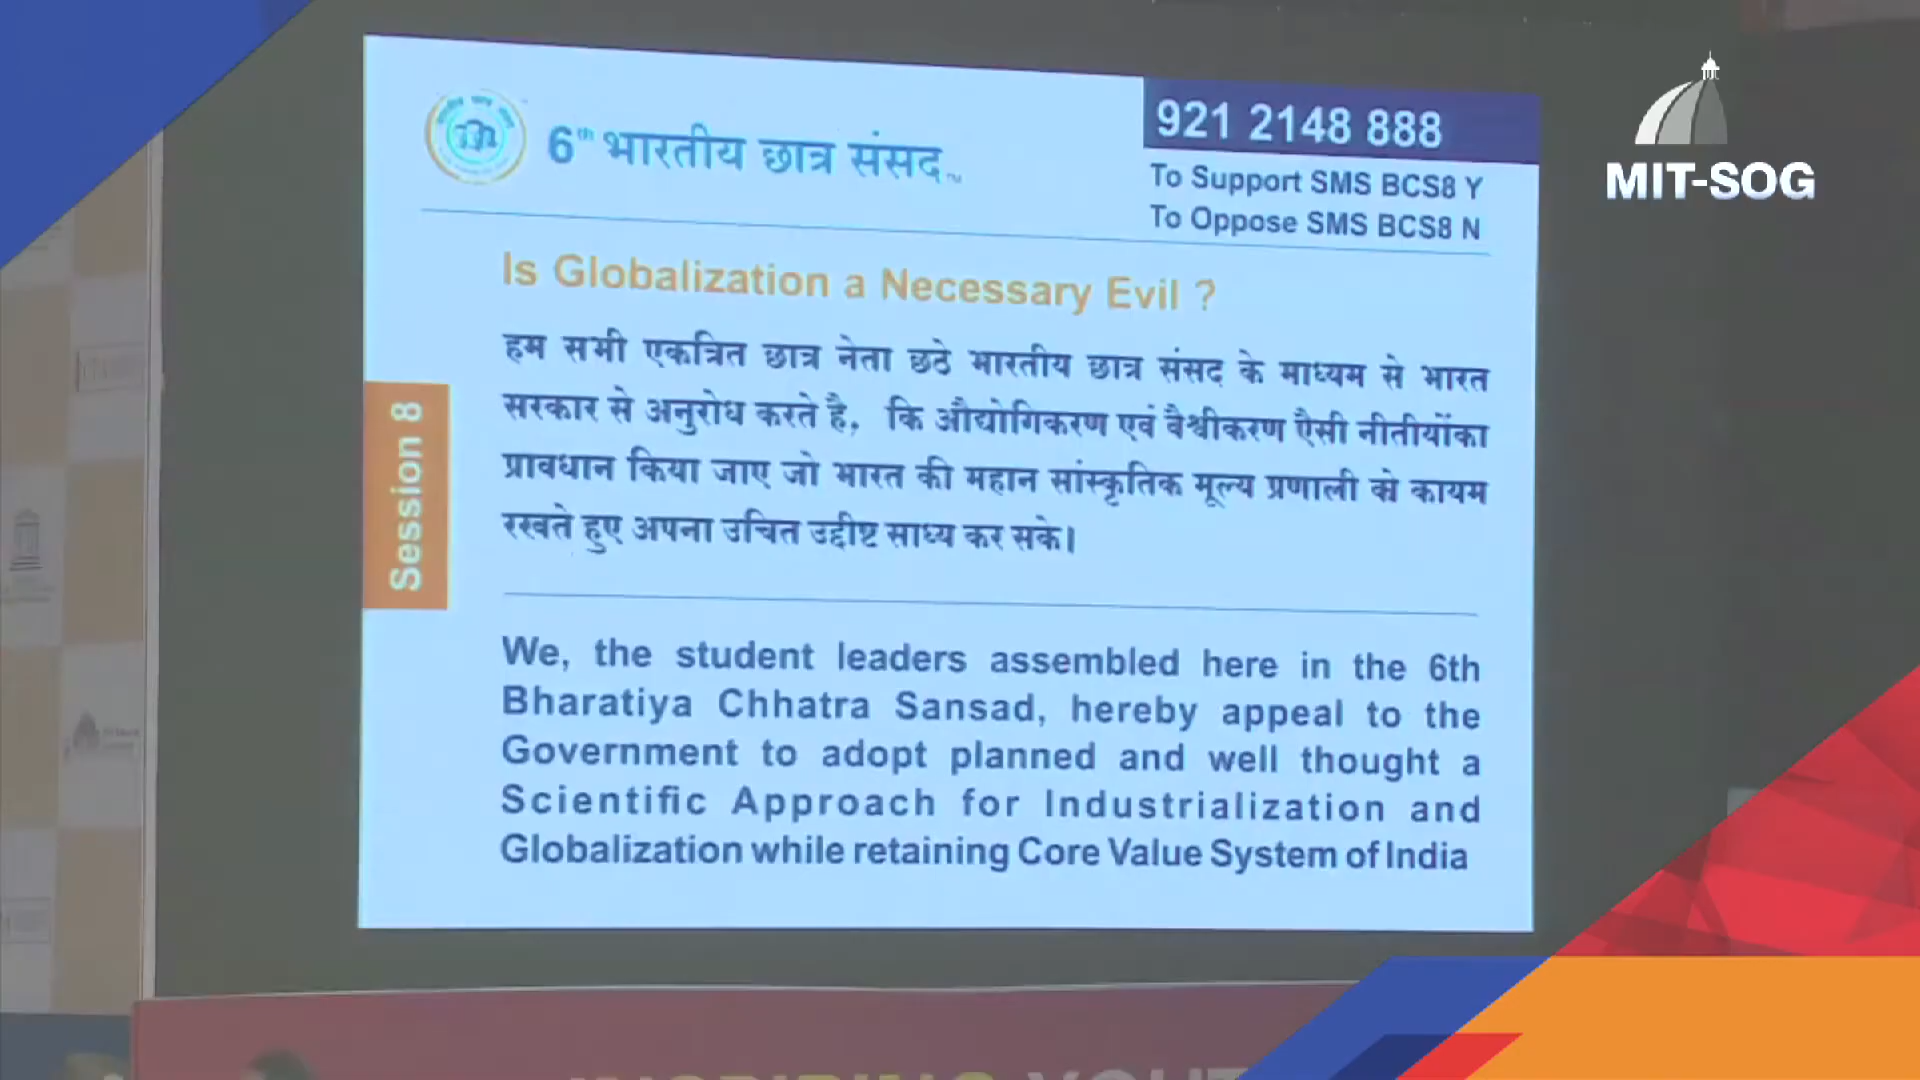 6th भारतीय छात्र संसद TM
921 2148 888
To Support SMS BCS8 Y
To Oppose SMS BCS8 N
MIT-SOG
Is Globalization a Necessary Evil ?
हम सभी एकत्रित छात्र नेता छठे भारतीय छात्र संसद के माध्यम से भारत
सरकार से अनुरोध करते है, कि औद्योगिकरण एवं वैश्वीकरण ऐसी नीतीयोंका
प्रावधान किया जाए जो भारत की महान सांस्कृतिक मूल्य प्रणाली को कायम
रखते हुए अपना उचित उद्दीष्ट साध्य कर सके।
Session 8
We, the student leaders assembled here in the 6th
Bharatiya Chhatra Sansad, hereby appeal to the
Government to adopt planned and well thought a
Scientific Approach for Industrialization and
Globalization while retaining Core Value System of India